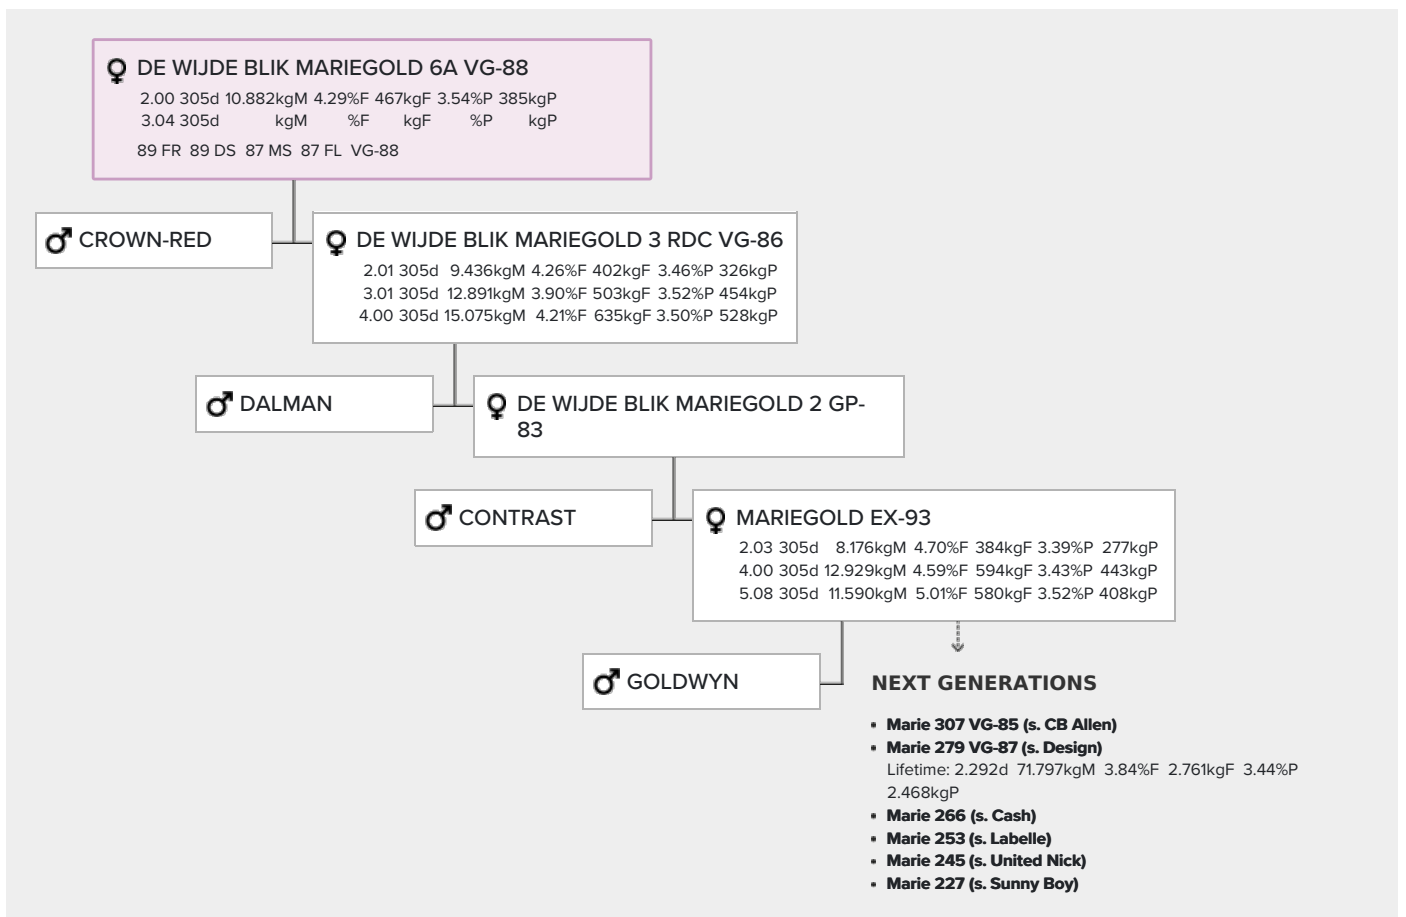 DE WIJDE BLIK MARIEGOLD 6A VG-88
2.00 305d 10.882kgM 4.29%F 467kgF 3.54%P 385kgP
3.04 305d kgM %F kgF %P kgP
89 FR 89 DS 87 MS 87 FL VG-88
CROWN-RED
DE WIJDE BLIK MARIEGOLD 3 RDC VG-86
2.01 305d 9.436kgM 4.26%F 402kgF 3.46%P 326kgP
3.01 305d 12.891kgM 3.90%F 503kgF 3.52%P 454kgP
4.00 305d 15.075kgM 4.21%F 635kgF 3.50%P 528kgP
DALMAN
DE WIJDE BLIK MARIEGOLD 2 GP-
83
CONTRAST
MARIEGOLD EX-93
2.03 305d 8.176kgM 4.70%F 384kgF 3.39%P 277kgP
4.00 305d 12.929kgM 4.59%F 594kgF 3.43%P 443kgP
5.08 305d 11.590kgM 5.01%F 580kgF 3.52%P 408kgP
GOLDWYN
NEXT GENERATIONS
Marie 307 VG-85 (s. CB Allen)
Marie 279 VG-87 (s. Design)
Lifetime: 2.292d 71.797kgM 3.84%F 2.761kgF 3.44%P
2.468kgP
Marie 266 (s. Cash)
Marie 253 (s. Labelle)
Marie 245 (s. United Nick)
Marie 227 (s. Sunny Boy)